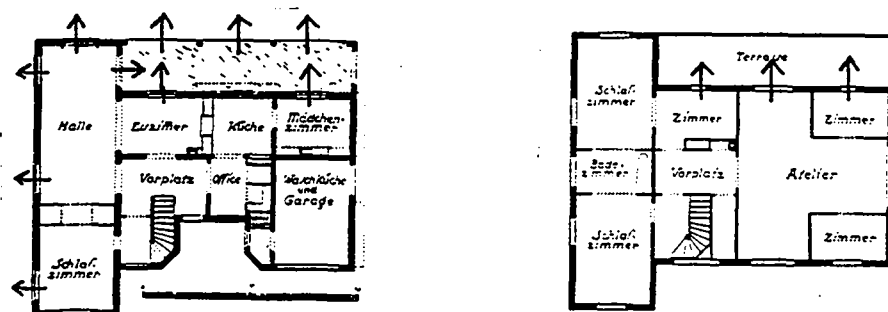 Halle
Esszimmer
Küche
Mädchen-
zimmer
Vorplatz
Office
Waschküche
und
Garage
Schlaf
zimmer
Terrasse
Schlaf
zimmer
Zimmer
Zimmer
Bade
zimmer
Vorplatz
Atelier
Schlaf
zimmer
Zimmer